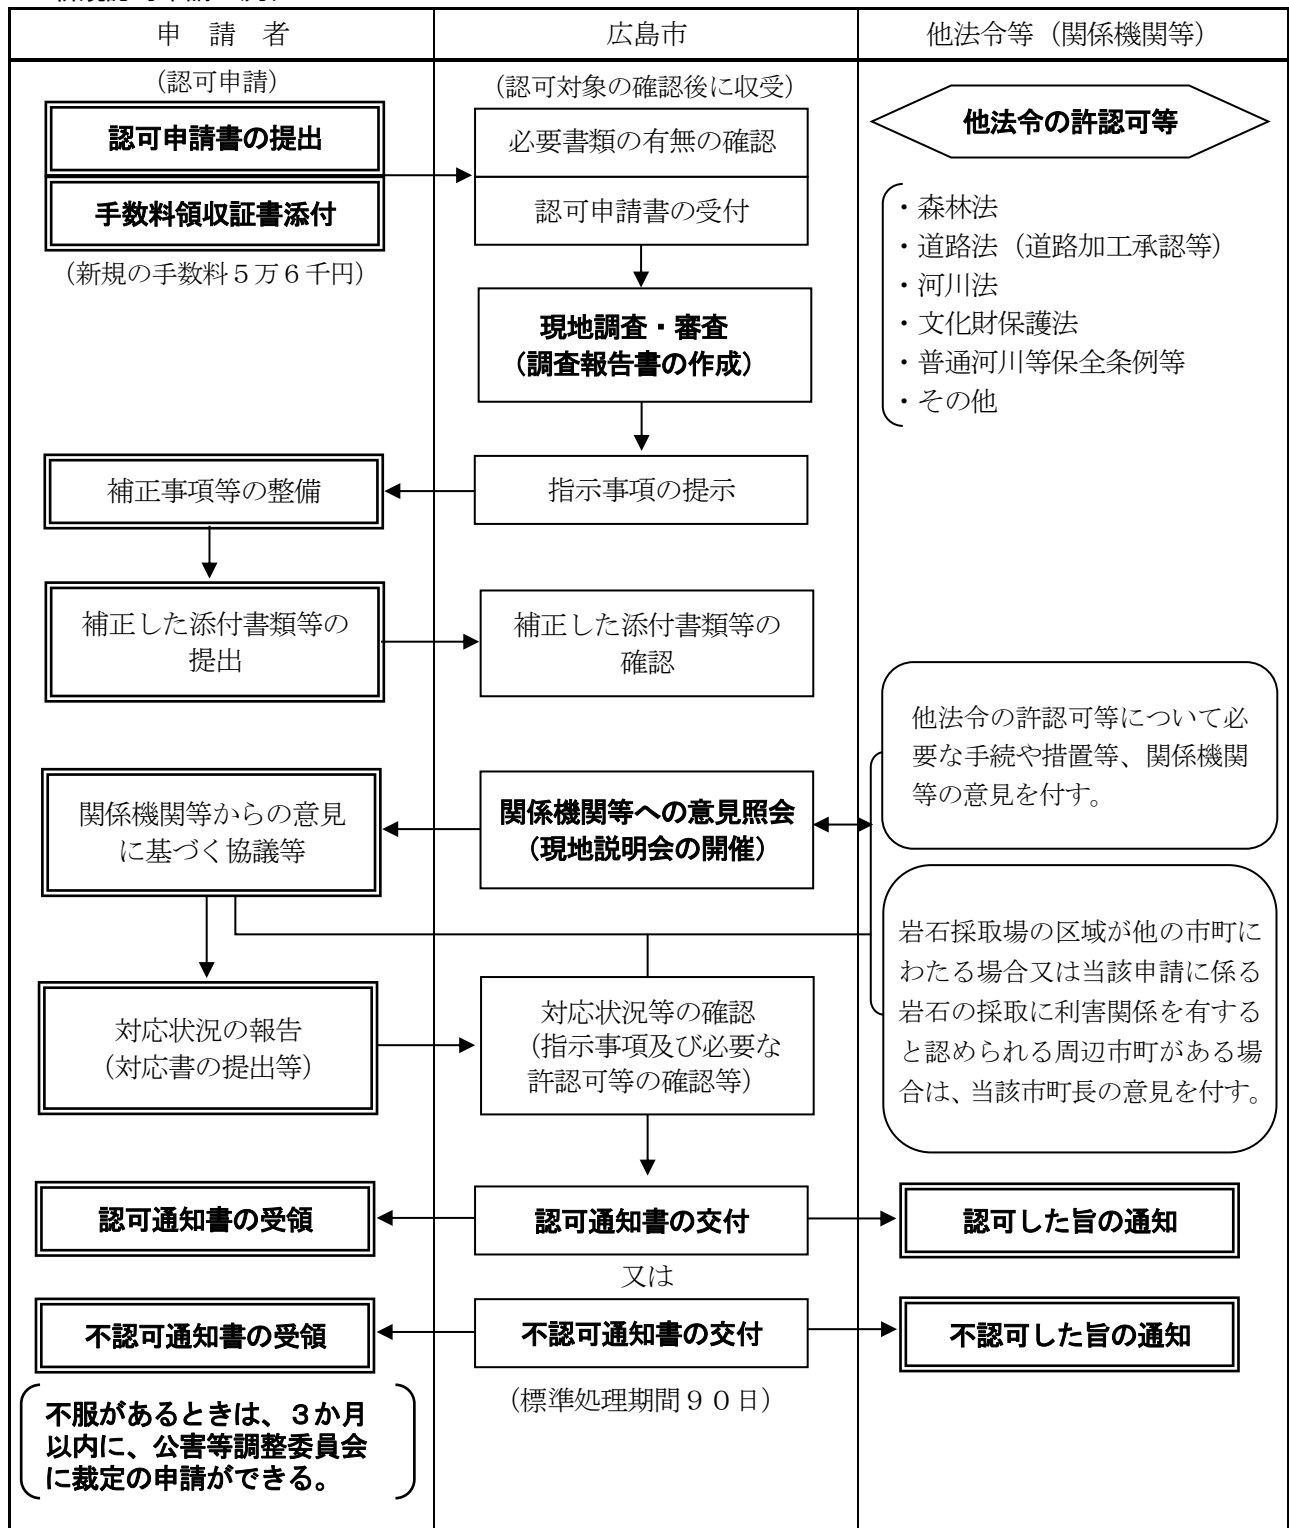 申 請 者
広島市
他法令等（関係機関等）
（認可申請）
認可申請書の提出
手数料領収証書添付
（新規の手数料５万６千円）
（認可対象の確認後に収受）
必要書類の有無の確認
認可申請書の受付
他法令の許認可等
・森林法
・道路法（道路加工承認等）
・河川法
・文化財保護法
・普通河川等保全条例等
・その他
現地調査・審査
（調査報告書の作成）
補正事項等の整備
指示事項の提示
補正した添付書類等の
提出
補正した添付書類等の
確認
他法令の許認可等について必
要な手続や措置等、関係機関
等の意見を付す。
関係機関等からの意見
に基づく協議等
関係機関等への意見照会
（現地説明会の開催）
岩石採取場の区域が他の市町に
わたる場合又は当該申請に係る
岩石の採取に利害関係を有する
と認められる周辺市町がある場
合は、当該市町長の意見を付す。
対応状況の報告
（対応書の提出等）
対応状況等の確認
（指示事項及び必要な
許認可等の確認等）
認可通知書の受領
認可通知書の交付
認可した旨の通知
又は
不認可通知書の受領
不認可通知書の交付
不認可した旨の通知
（標準処理期間９０日）
不服があるときは、３か月
以内に、公害等調整委員会
に裁定の申請ができる。